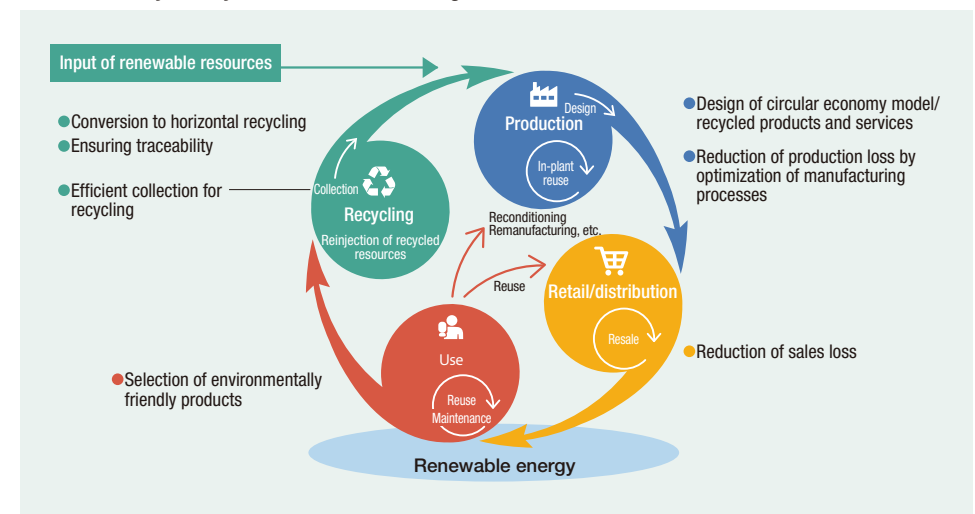 Input of renewable resources
●Conversion to horizontal recycling
●Ensuring traceability
●Efficient collection for
recycling
Collection
Recycling
Reinjection of recycled
resources
Design
Production
In-plant
reuse
●Design of circular economy model/
recycled products and services
●Reduction of production loss by
optimization of manufacturing
processes
Reconditioning
Remanufacturing, etc.
Reuse
Retail/distribution
Resale
●Reduction of sales loss
Use
Reuse
Maintenance
●Selection of environmentally
friendly products
Renewable energy